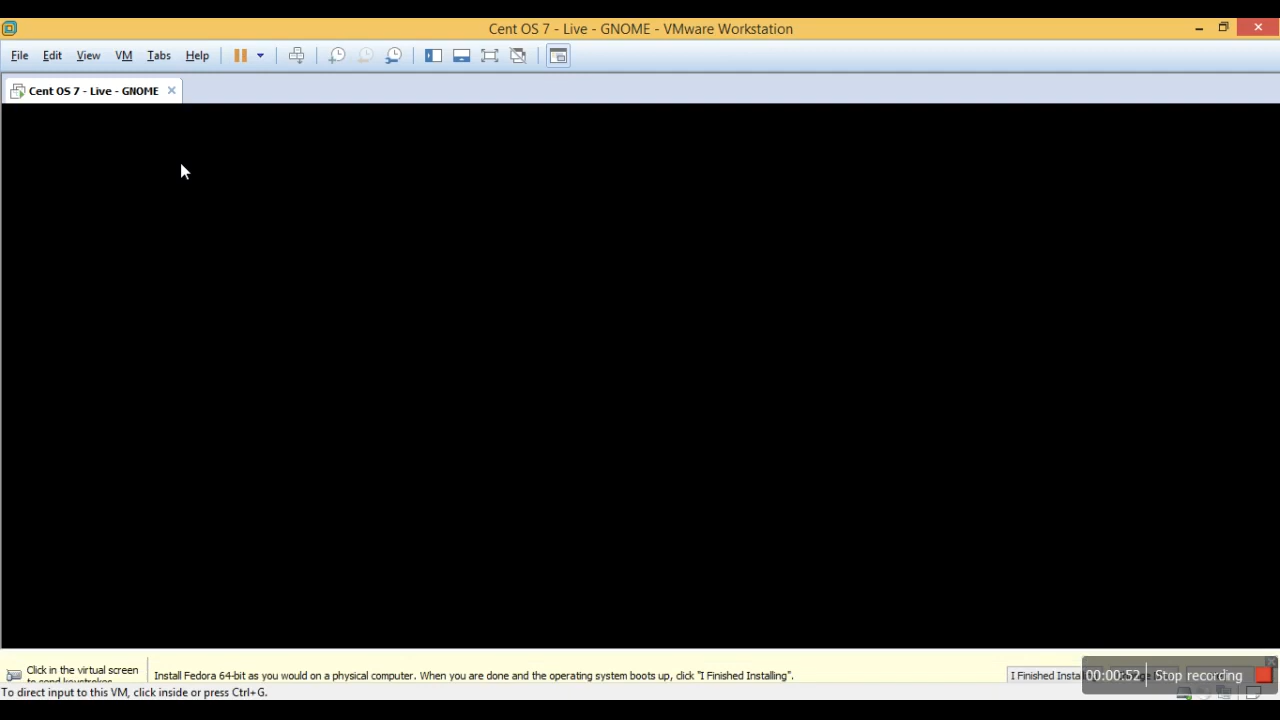 Cent OS 7 - Live - GNOME - VMware Workstation
File Edit View VM Tabs Help
Cent OS 7 - Live - GNOME
Click in the virtual screen
to send keystrokes
Install Fedora 64-bit as you would on a physical computer. When you are done and the operating system boots up, click "I Finished Installing".
I Finished
00:00:52 Stop recording
To direct input to this VM, click inside or press Ctrl+G.